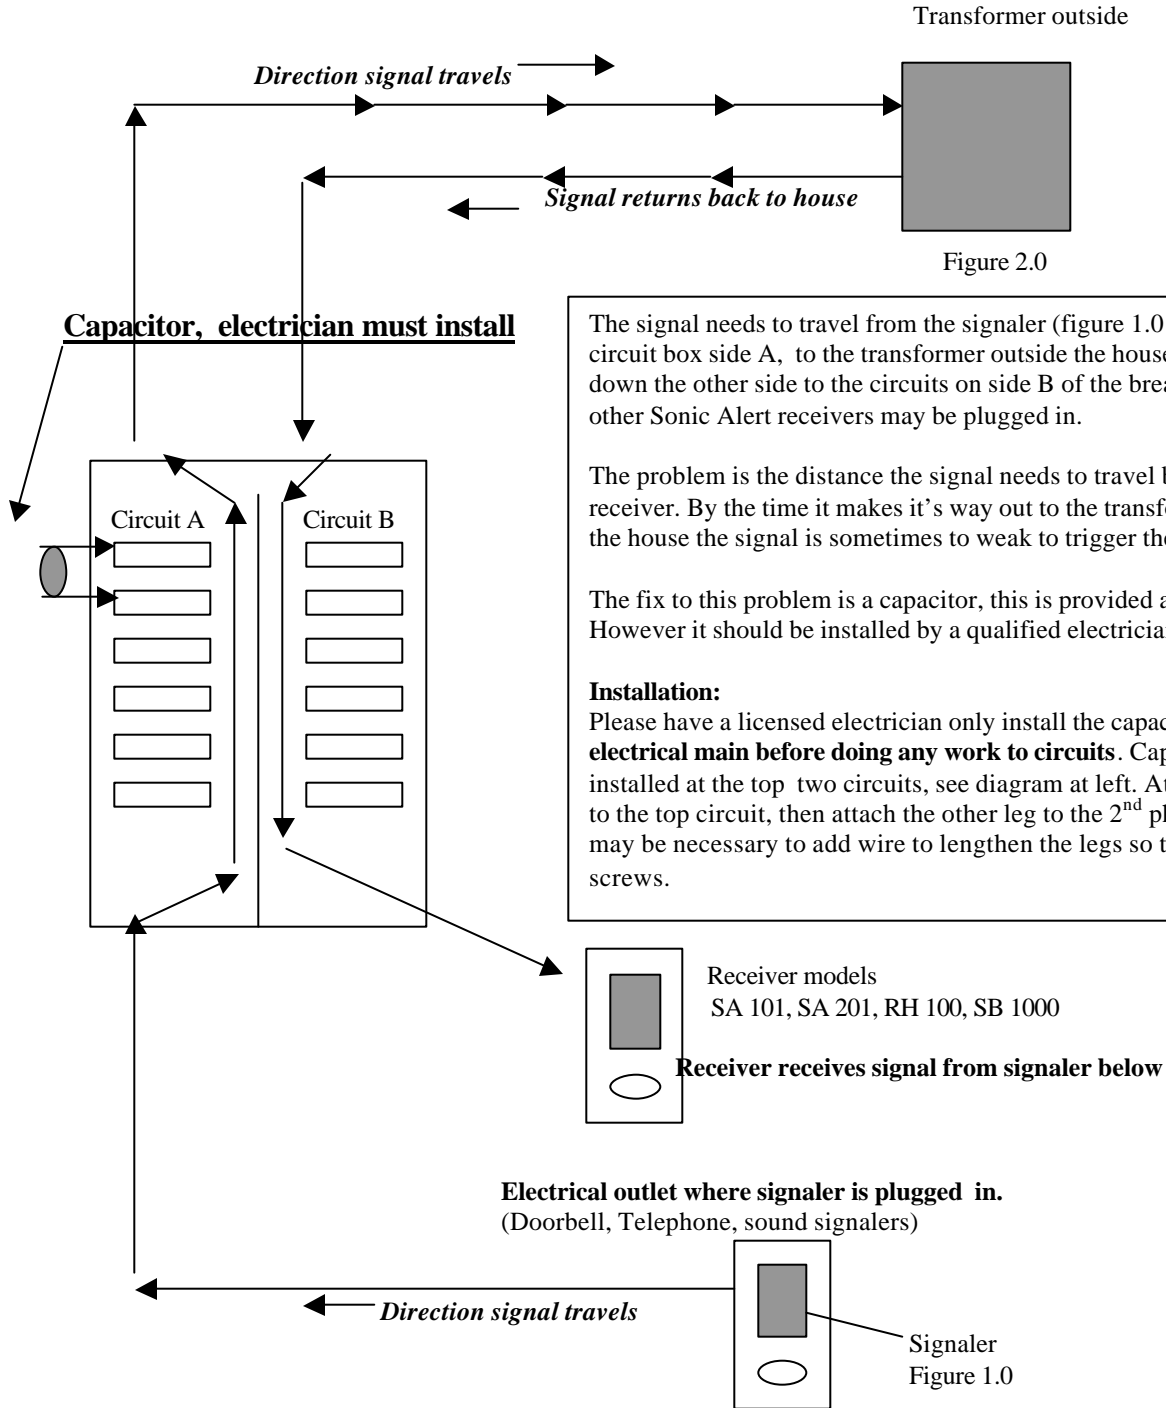 Transformer outside
Direction signal travels
Signal returns back to house
Figure 2.0
Capacitor, electrician must install
The signal needs to travel from the signaler (figure 1.0
circuit box side A, to the transformer outside the house
down the other side to the circuits on side B of the
other Sonic Alert receivers may be plugged in.
The problem is the distance the signal needs to travel
receiver. By the time it makes it's way out to the
the house the signal is sometimes to weak to trigger
The fix to this problem is a capacitor, this is provided
However it should be installed by a qualified electrician
Installation:
Please have a licensed electrician only install the
electrical main before doing any work to circuits.
installed at the top two circuits, see diagram at left.
to the top circuit, then attach the other leg to the 2nd
may be necessary to add wire to lengthen the legs so
screws.
Circuit A
Circuit B
Receiver models
SA 101, SA 201, RH 100, SB 1000
Receiver receives signal from signaler below
Electrical outlet where signaler is plugged in.
(Doorbell, Telephone, sound signalers)
Direction signal travels
Signaler
Figure 1.0